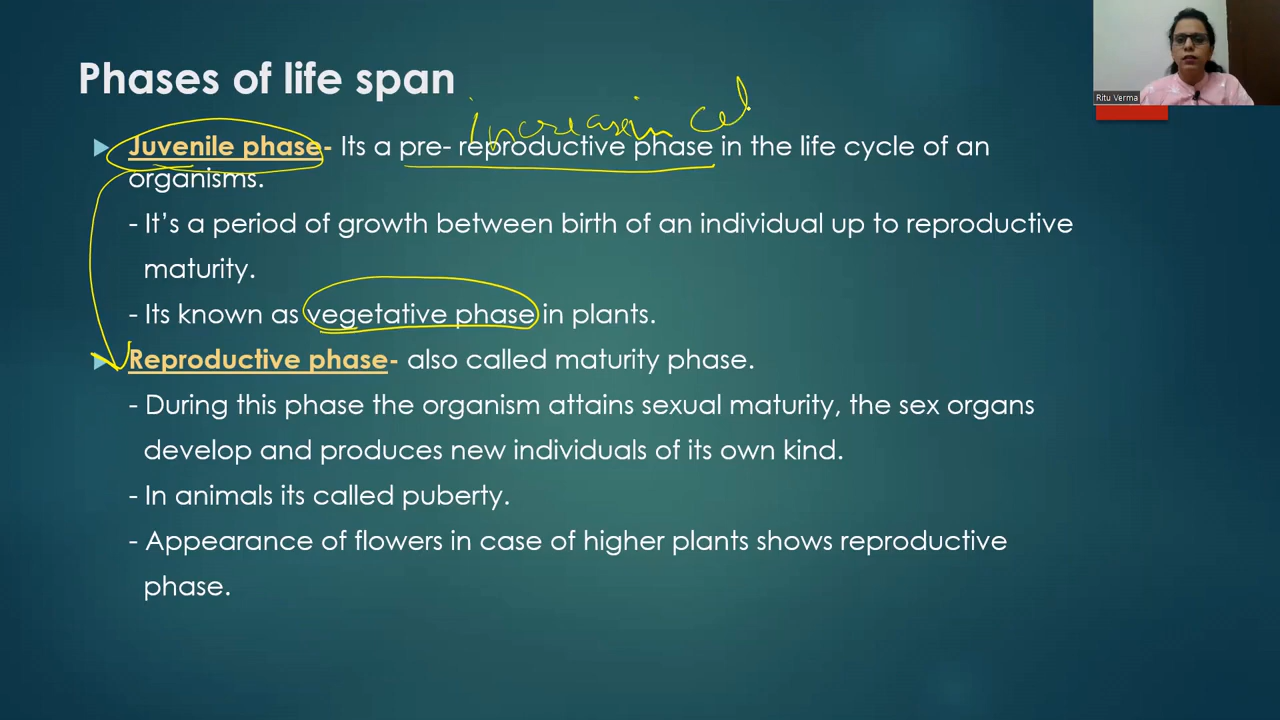 Phases of life span
Ritu Verma
increase in cel
Juvenile phase- Its a pre- reproductive phase in the life cycle of an
organisms.
- It’s a period of growth between birth of an individual up to reproductive
maturity.
- Its known as vegetative phase in plants.
Reproductive phase- also called maturity phase.
- During this phase the organism attains sexual maturity, the sex organs
develop and produces new individuals of its own kind.
- In animals its called puberty.
- Appearance of flowers in case of higher plants shows reproductive
phase.